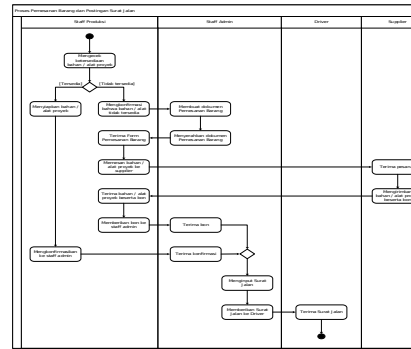 Proses Pemesanan Barang dan Postingan Surat Jalan
Staff Produksi
Staff Admin
Driver
Supplier
Mengecek
ketersediaan
bahan / alat proyek
[Tersedia]
[Tidak tersedia]
Menyiapkan bahan /
alat proyek
Mengkonfirmasi
bahwa bahan / alat
tidak tersedia
Membuat dokumen
Pemesanan Barang
Terima Form
Pemesanan Barang
Menyerahkan dokumen
Pemesanan Barang
Memesan bahan /
alat proyek ke
supplier
Terima pesan
Terima bahan / alat
proyek beserta bon
Mengirimkan
bahan / alat proyek
beserta bon
Memberikan bon ke
staff admin
Terima bon
Mengkonfirmasikan
ke staff admin
Terima konfirmasi
Menginput Surat
Jalan
Memberikan Surat
Jalan ke Driver
Terima Surat Jalan